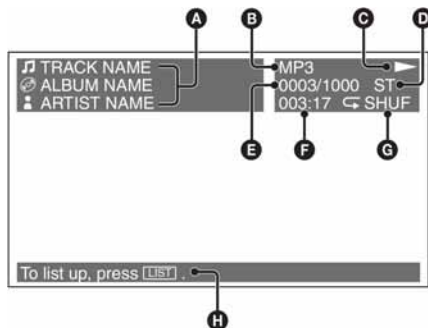 A B C D
TRACK NAME MP3
ALBUM NAME 0003/1000 ST
ARTIST NAME 003:17 SHUF
E F G
To list up, press LIST .
H